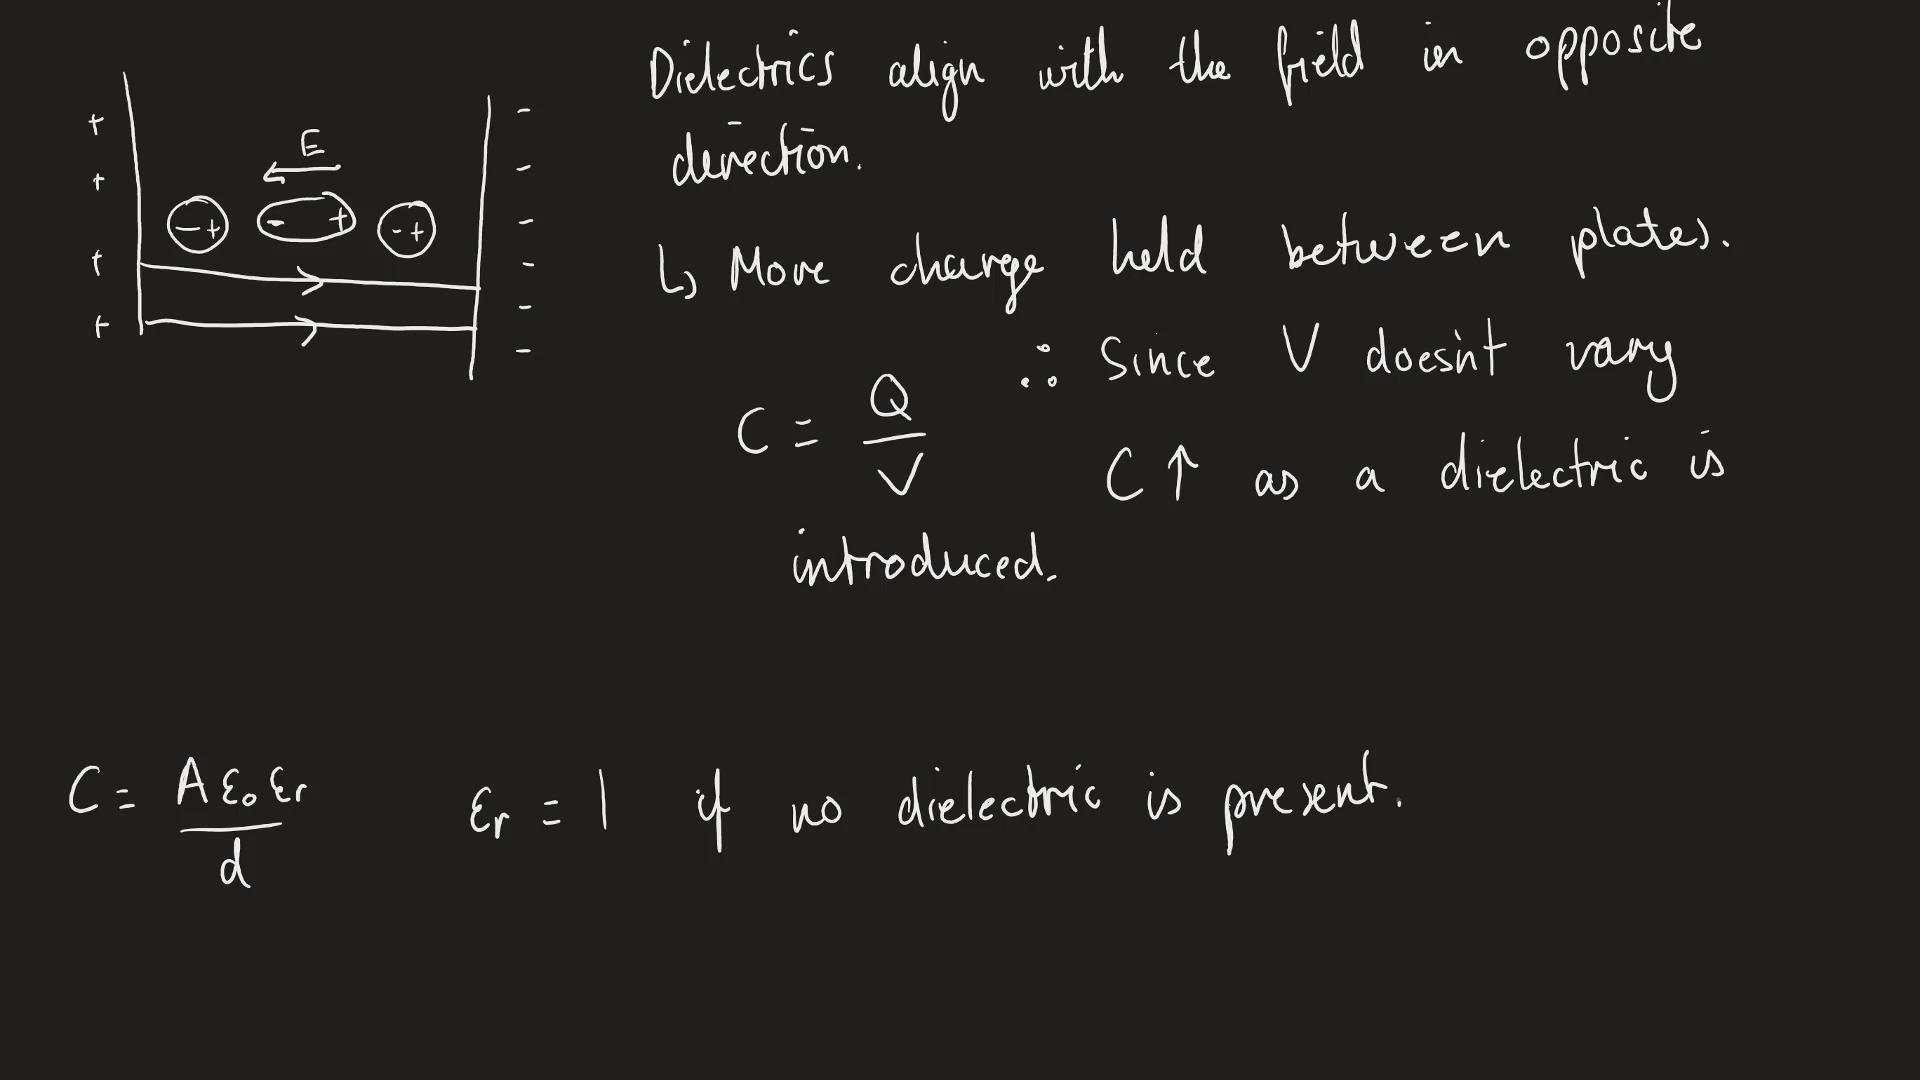 Dielectrics align with the field in opposite
direction.
E
+ -
+ -
- + - + - + -
+ -
-
+ -
↳ More charge held between plates.
C = Q/V ∴ Since V doesn't vary
C↑ as a dielectric is
introduced.
C = Aε₀εr/d εr = 1 if no dielectric is present.